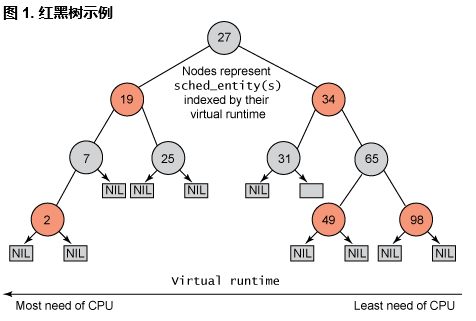 图 1. 红黑树示例
27
Nodes represent
sched_entity(s)
indexed by their
virtual runtime
19
34
7
25
31
65
NIL
NIL
NIL
NIL
2
49
98
NIL
NIL
NIL
NIL
NIL
NIL
Virtual runtime
Most need of CPU
Least need of CPU